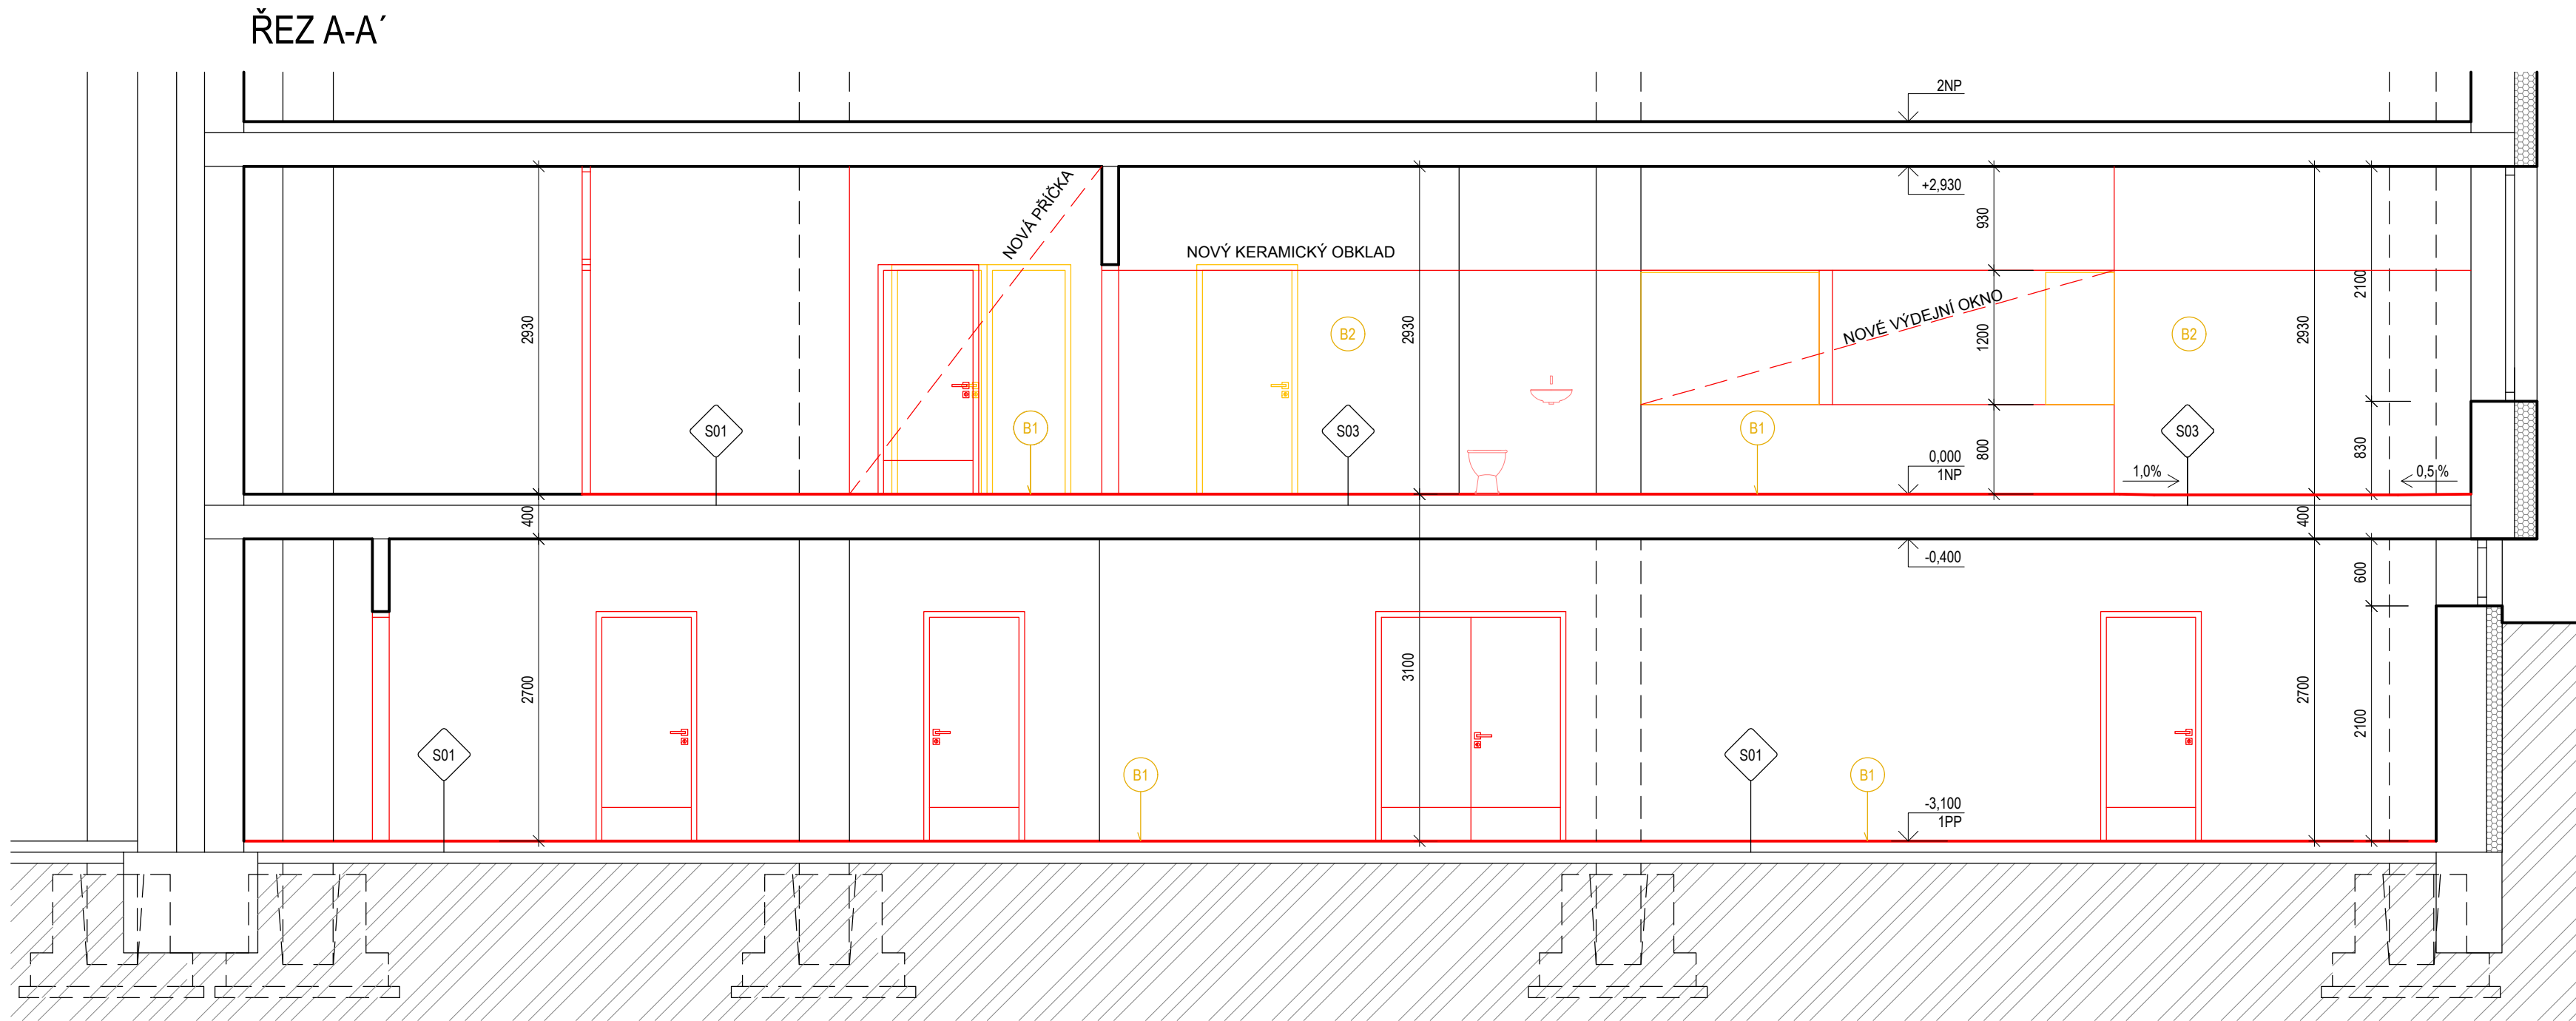 ŘEZ A-A´
2NP
+2,930
NOVÁ PŘÍČKA
NOVÝ KERAMICKÝ OBKLAD
930
2100
2930
2930
B2
NOVÉ VÝDEJNÍ OKNO
1200
B2
2930
S01
B1
S03
B1
S03
800
830
0,000
1NP
1,0%
0,5 %
400
400
-0,400
600
2700
3100
2700
2100
S01
B1
S01
B1
-3,100
1PP